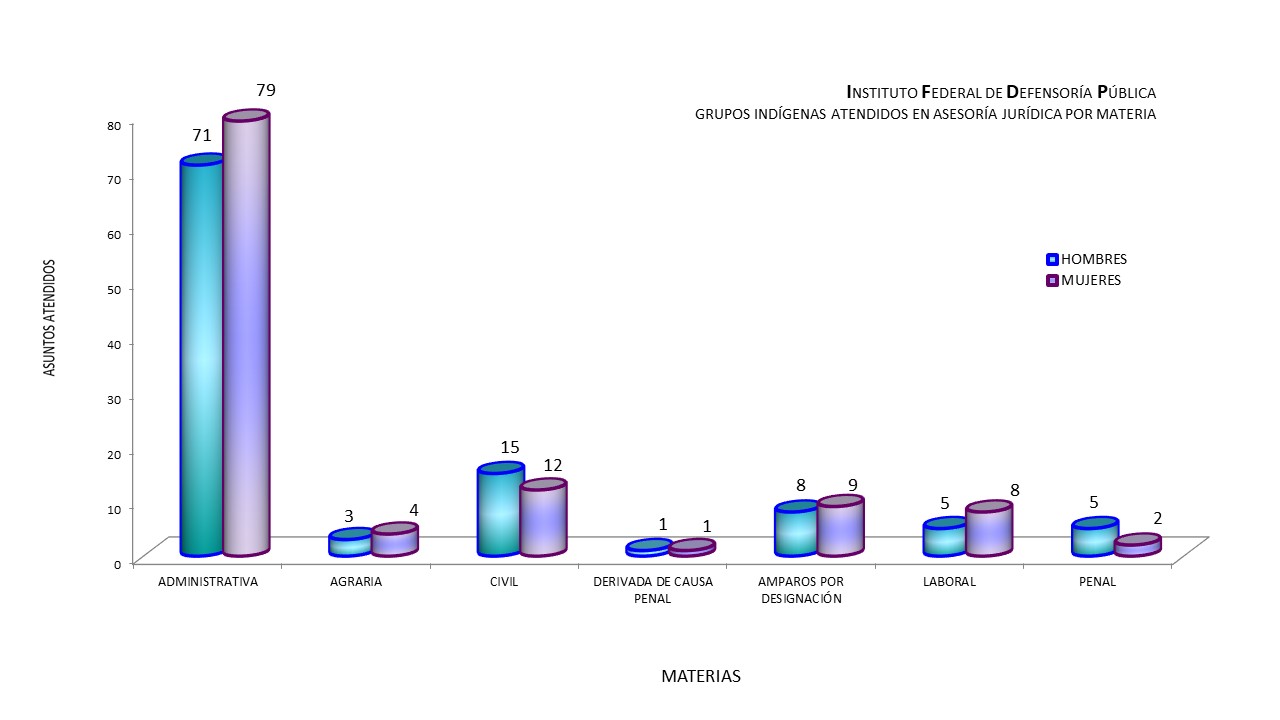 INSTITUTO FEDERAL DE DEFENSORÍA PÚBLICA
GRUPOS INDÍGENAS ATENDIDOS EN ASESORÍA JURÍDICA POR MATERIA
HOMBRES
MUJERES
ASUNTOS ATENDIDOS
80
70
60
50
40
30
20
10
0
71
79
3
4
15
12
1
1
8
9
5
8
5
2
ADMINISTRATIVA
AGRARIA
CIVIL
DERIVADA DE CAUSA
PENAL
AMPAROS POR
DESIGNACIÓN
LABORAL
PENAL
MATERIAS